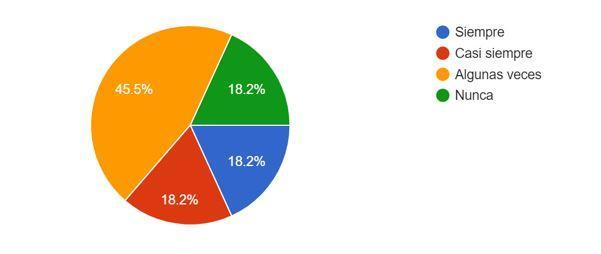 45.5%
18.2%
18.2%
18.2%
Siempre
Casi siempre
Algunas veces
Nunca